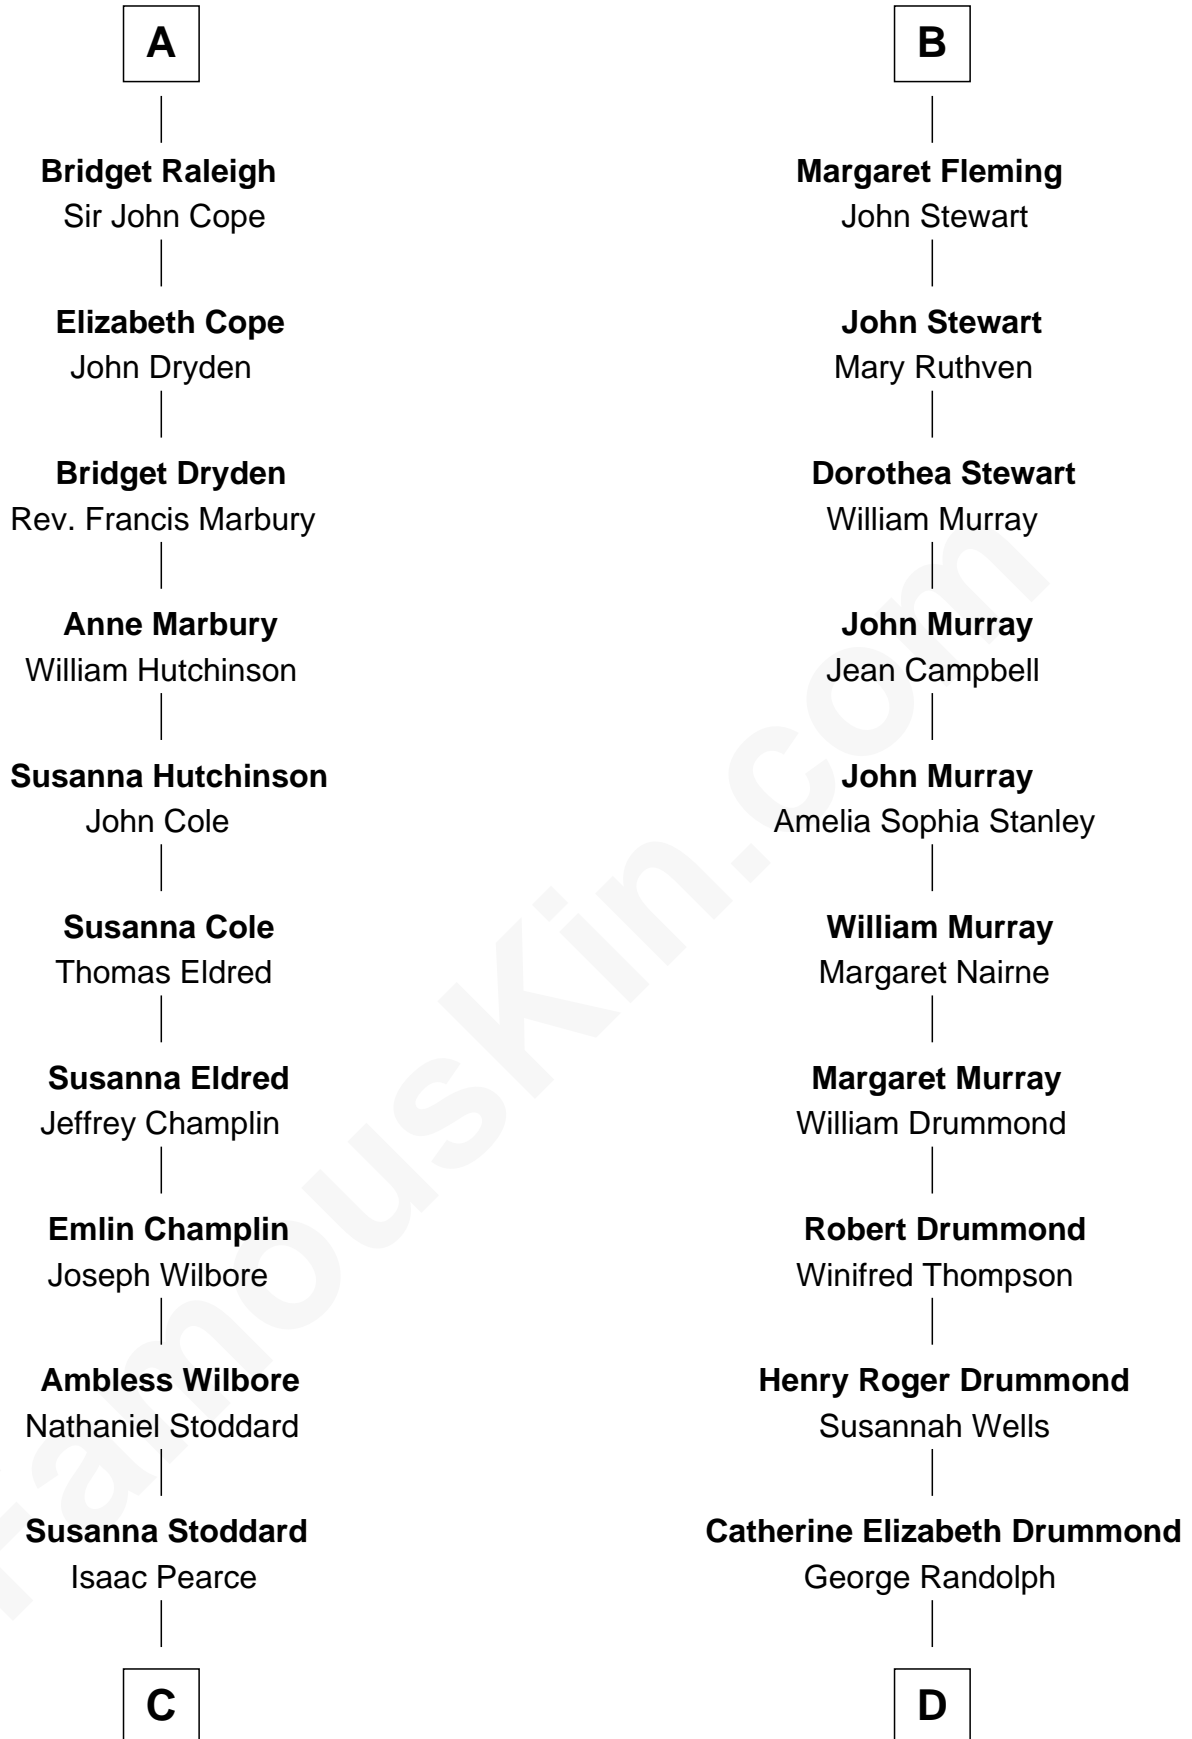 A
Bridget Raleigh
Sir John Cope
Elizabeth Cope
John Dryden
Bridget Dryden
Rev. Francis Marbury
Anne Marbury
William Hutchinson
Susanna Hutchinson
John Cole
Susanna Cole
Thomas Eldred
Susanna Eldred
Jeffrey Champlin
Emlin Champlin
Joseph Wilbore
Ambless Wilbore
Nathaniel Stoddard
Susanna Stoddard
Isaac Pearce
C
B
Margaret Fleming
John Stewart
John Stewart
Mary Ruthven
Dorothea Stewart
William Murray
John Murray
Jean Campbell
John Murray
Amelia Sophia Stanley
William Murray
Margaret Nairne
Margaret Murray
William Drummond
Robert Drummond
Winifred Thompson
Henry Roger Drummond
Susannah Wells
Catherine Elizabeth Drummond
George Randolph
D
FamousKin.com